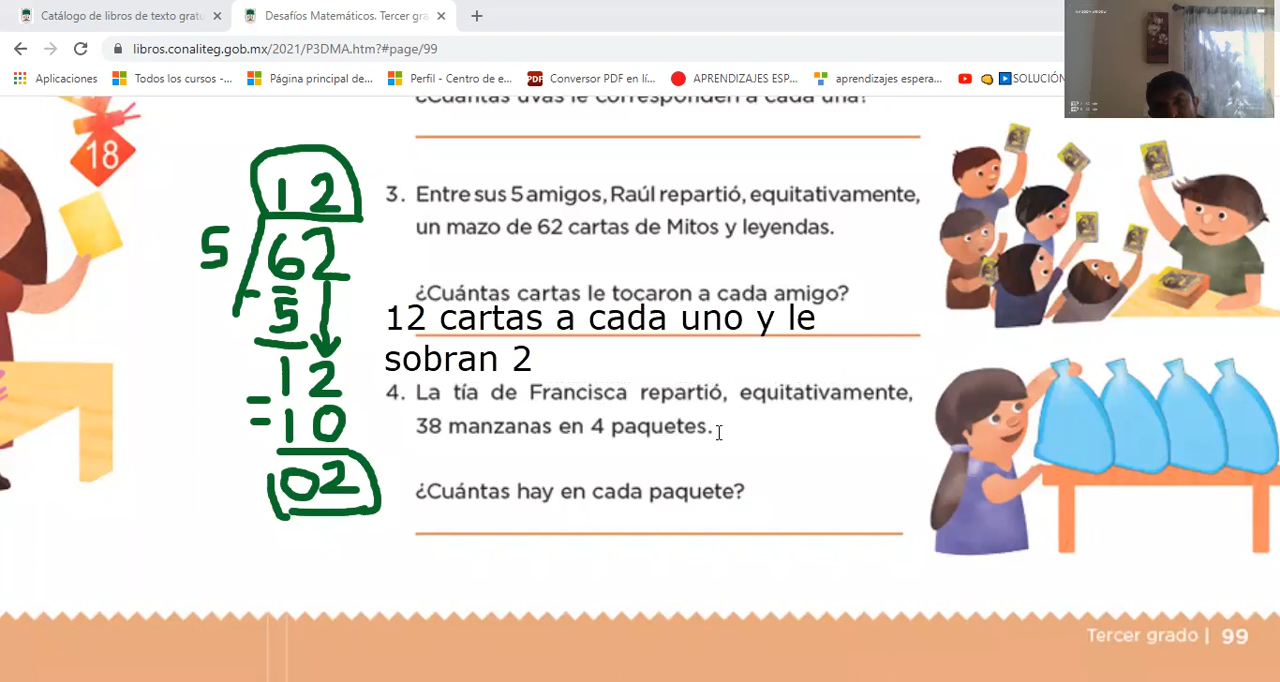 Catálogo de libros de texto gratu
Desafíos Matemáticos. Tercer gra
libros.conaliteg.gob.mx/2021/P3DMA.htm?#page/99
Aplicaciones
Todos los cursos -...
Página principal de...
Perfil - Centro de e...
PDF
Conversor PDF en lí...
APRENDIZAJES ESP...
aprendizajes espera...
SOLUCIÓN
18
¿Cuántas uvas le corresponden a cada una?
3. Entre sus 5 amigos, Raúl repartió, equitativamente,
un mazo de 62 cartas de Mitos y leyendas.
¿Cuántas cartas le tocaron a cada amigo?
12 cartas a cada uno y le
sobran 2
12
5 62
- 5
12
- 10
02
4. La tía de Francisca repartió, equitativamente,
38 manzanas en 4 paquetes.
¿Cuántas hay en cada paquete?
Tercer grado | 99